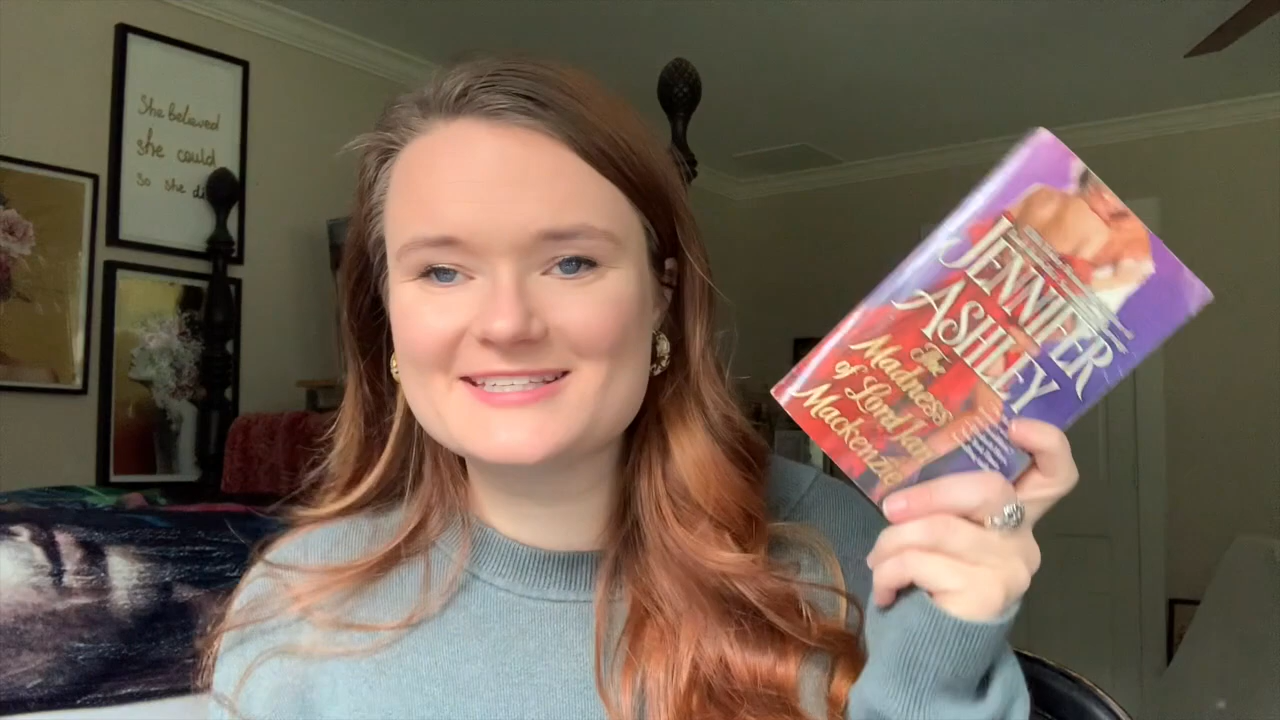 She believed
she could
so she di
JENNIFER
ASHLEY
The
Madness
of Lord Ian
Mackenzie